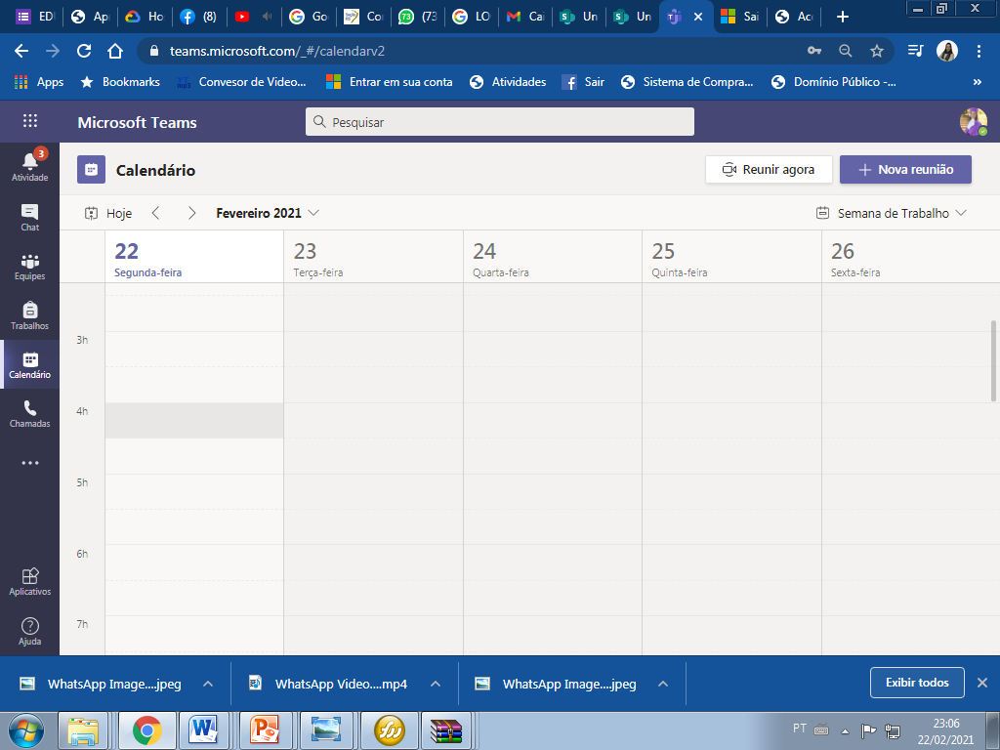 ED
Ap
Ho
(8)
Go
Co
(73
LO
Cai
Un
Un
Sai
Ac
teams.microsoft.com/_#/calendarv2
Apps
Bookmarks
Convesor de Vídeo...
Entrar em sua conta
Atividades
Sair
Sistema de Compra...
Domínio Público -...
»
Microsoft Teams
Pesquisar
3
Atividade
Chat
Equipes
Trabalhos
Calendário
Chamadas
Aplicativos
Ajuda
Calendário
Reunir agora
Nova reunião
Hoje
Fevereiro 2021
Semana de Trabalho
22
Segunda-feira
23
Terça-feira
24
Quarta-feira
25
Quinta-feira
26
Sexta-feira
3h
4h
5h
6h
7h
WhatsApp Image....jpeg
WhatsApp Video....mp4
WhatsApp Image....jpeg
Exibir todos
PT
23:06
22/02/2021